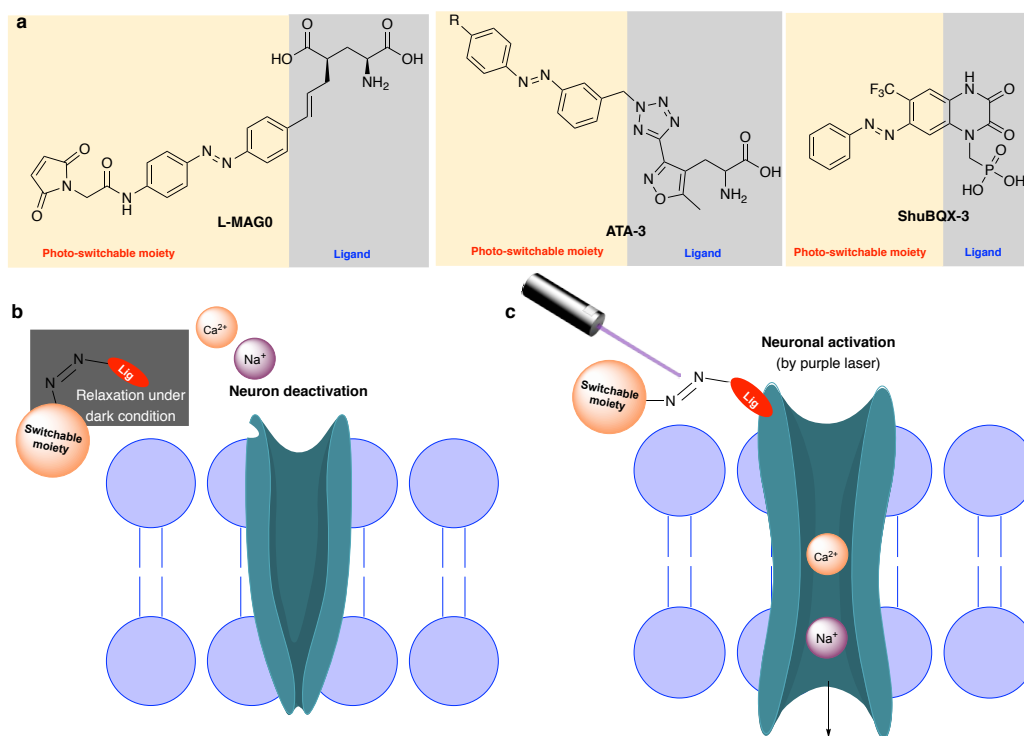 a
O
OH
HO
O
NH2
N
N
O
N
O
O
N
H
L-MAG0
Photo-switchable moiety
Ligand
R
N
N
N
N
N
N
O
OH
NH2
N
O
ATA-3
Photo-switchable moiety
Ligand
F3C
H
N
O
N
N
N
O
O
P
OH
HO
ShuBQX-3
Photo-switchable moiety
Ligand
b
Ca2+
Na+
N
N
Lig
Relaxation under
dark condition
Switchable
moiety
Neuron deactivation
c
Neuronal activation
(by purple laser)
Switchable
moiety
N
N
Lig
Ca2+
Na+